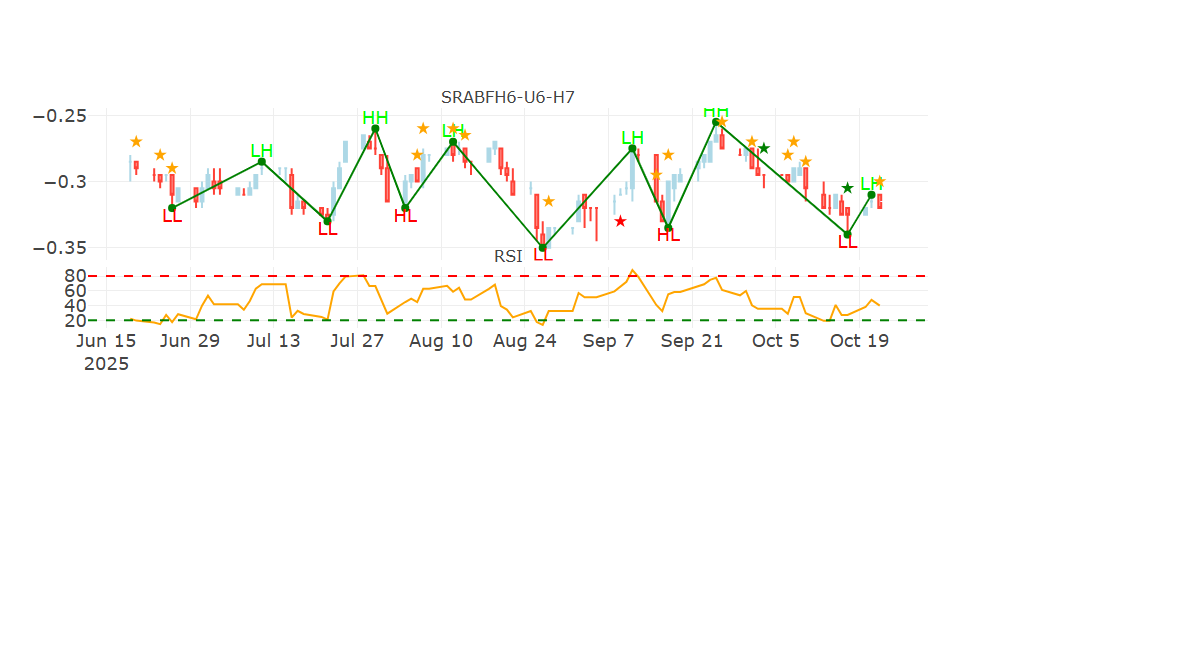 SRABFH6-U6-H7
−0.25
−0.3
−0.35
HH
HH
LH
LH
LH
LH
LL
LL
HL
LL
HL
LL
RSI
80
60
40
20
Jun 15
2025
Jun 29
Jul 13
Jul 27
Aug 10
Aug 24
Sep 7
Sep 21
Oct 5
Oct 19